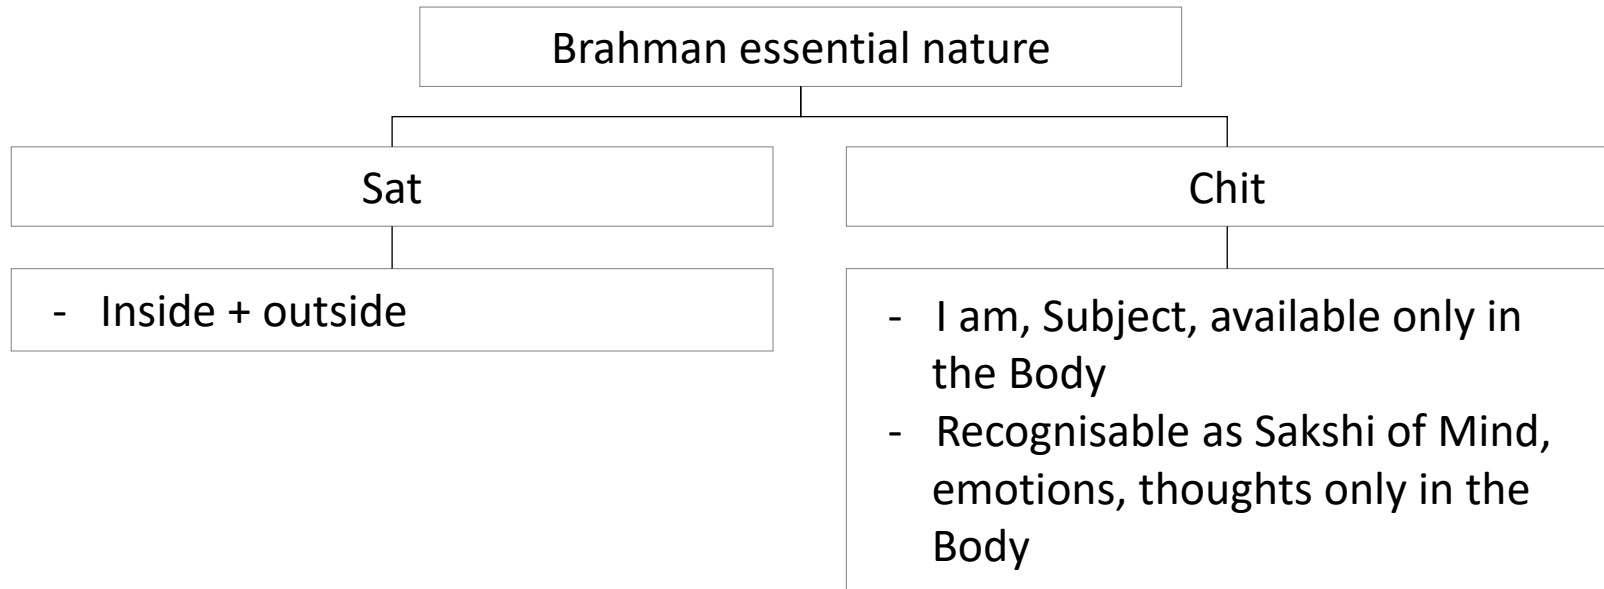 Brahman essential nature
Sat
Chit
- Inside + outside
- I am, Subject, available only in
the Body
- Recognisable as Sakshi of Mind,
emotions, thoughts only in the
Body